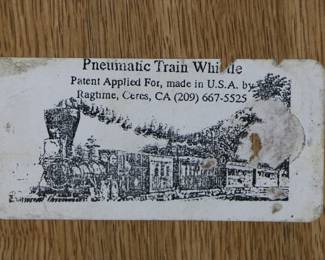 Pneumatic Train Whistle
Patent Applied For, made in U.S.A. by
Ragtime, Ceres, CA (209) 667-5525